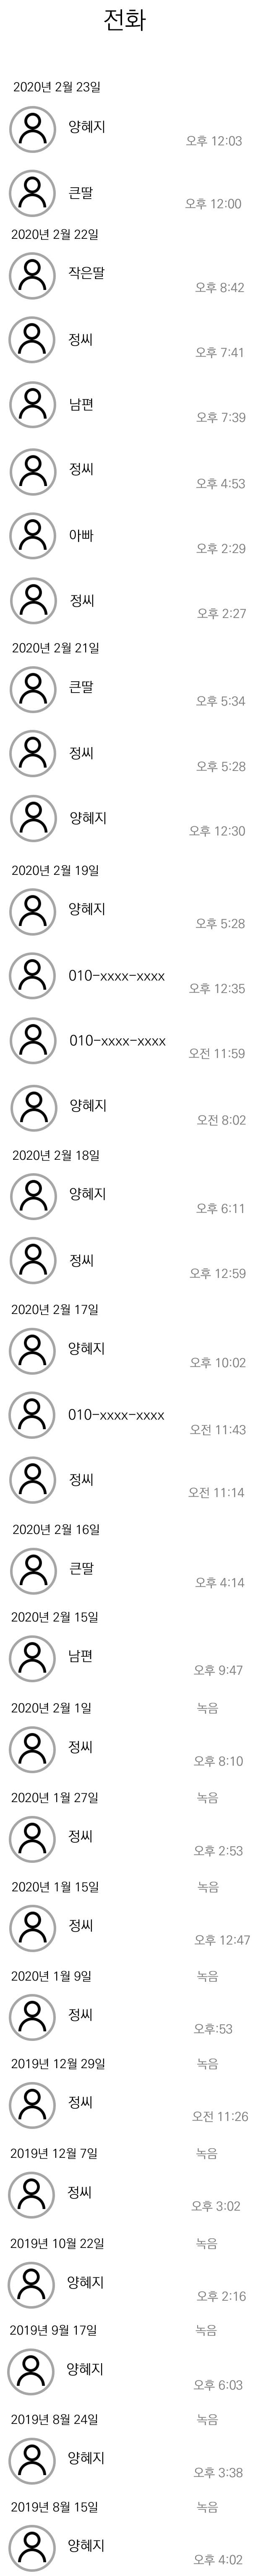 전화
2020년 2월 23일
양혜지
오후 12:03
큰딸
오후 12:00
2020년 2월 22일
작은딸
오후 8:42
정씨
오후 7:41
남편
오후 7:39
정씨
오후 4:53
아빠
오후 2:29
정씨
오후 2:27
2020년 2월 21일
큰딸
오후 5:34
정씨
오후 5:28
양혜지
오후 12:30
2020년 2월 19일
양혜지
오후 5:28
010-xxxx-xxxx
오후 12:35
010-xxxx-xxxx
오전 11:59
양혜지
오전 8:02
2020년 2월 18일
양혜지
오후 6:11
정씨
오후 12:59
2020년 2월 17일
양혜지
오후 10:02
010-xxxx-xxxx
오전 11:43
정씨
오전 11:14
2020년 2월 16일
큰딸
오후 4:14
2020년 2월 15일
남편
오후 9:47
2020년 2월 1일 녹음
정씨
오후 8:10
2020년 1월 27일 녹음
정씨
오후 2:53
2020년 1월 15일 녹음
정씨
오후 12:47
2020년 1월 9일 녹음
정씨
오후:53
2019년 12월 29일 녹음
정씨
오전 11:26
2019년 12월 7일 녹음
정씨
오후 3:02
2019년 10월 22일 녹음
양혜지
오후 2:16
2019년 9월 17일 녹음
양혜지
오후 6:03
2019년 8월 24일 녹음
양혜지
오후 3:38
2019년 8월 15일 녹음
양혜지
오후 4:02